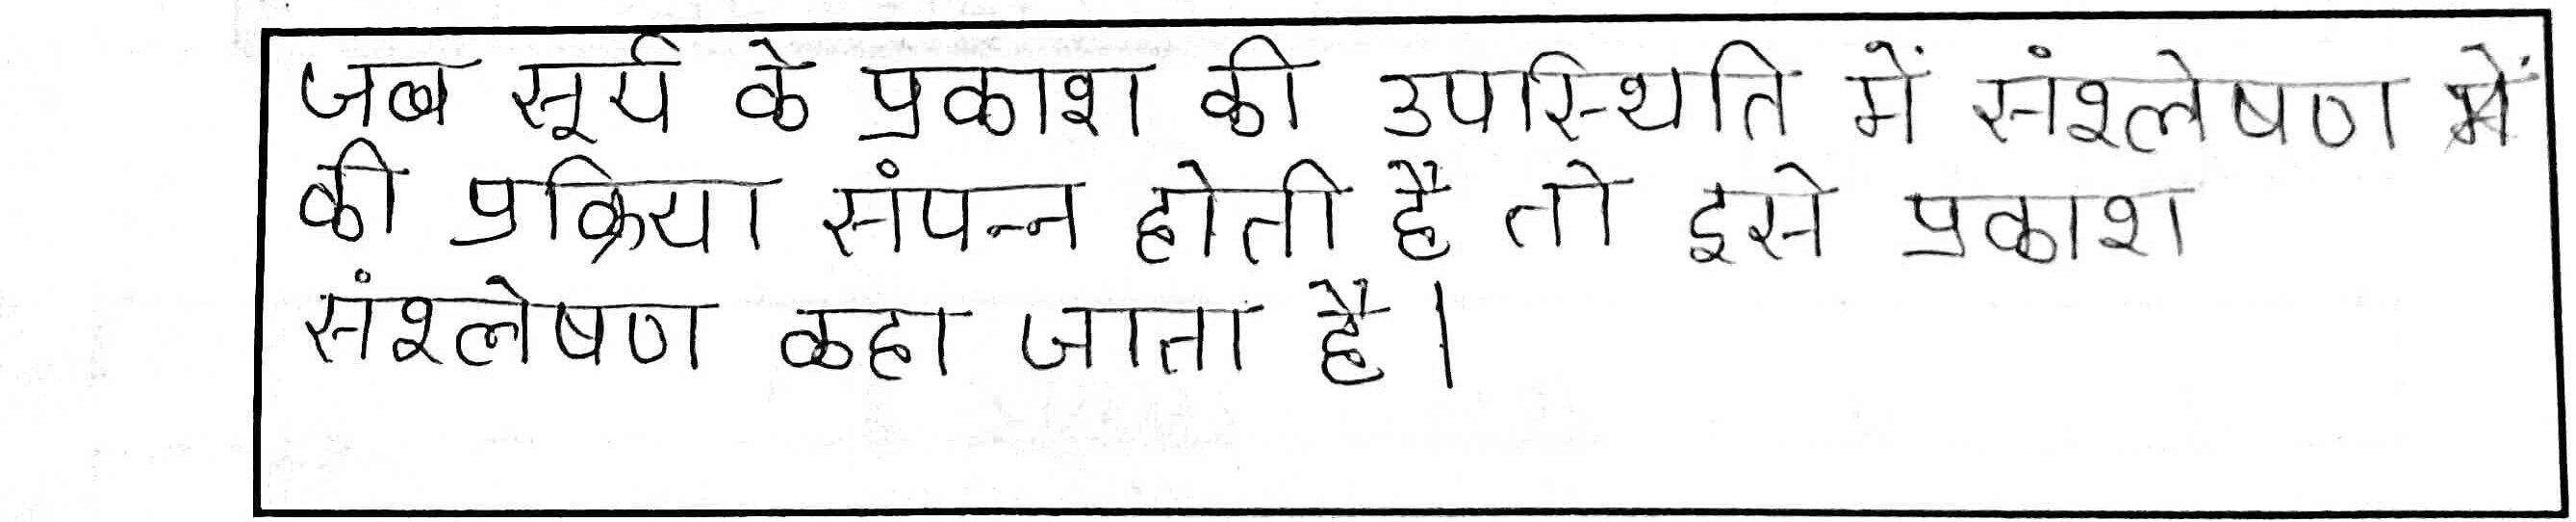 जब सूर्य के प्रकाश की उपस्थिति में संश्लेषण में
की प्रक्रिया संपन्न होती है तो इसे प्रकाश
संश्लेषण कहा जाता है।